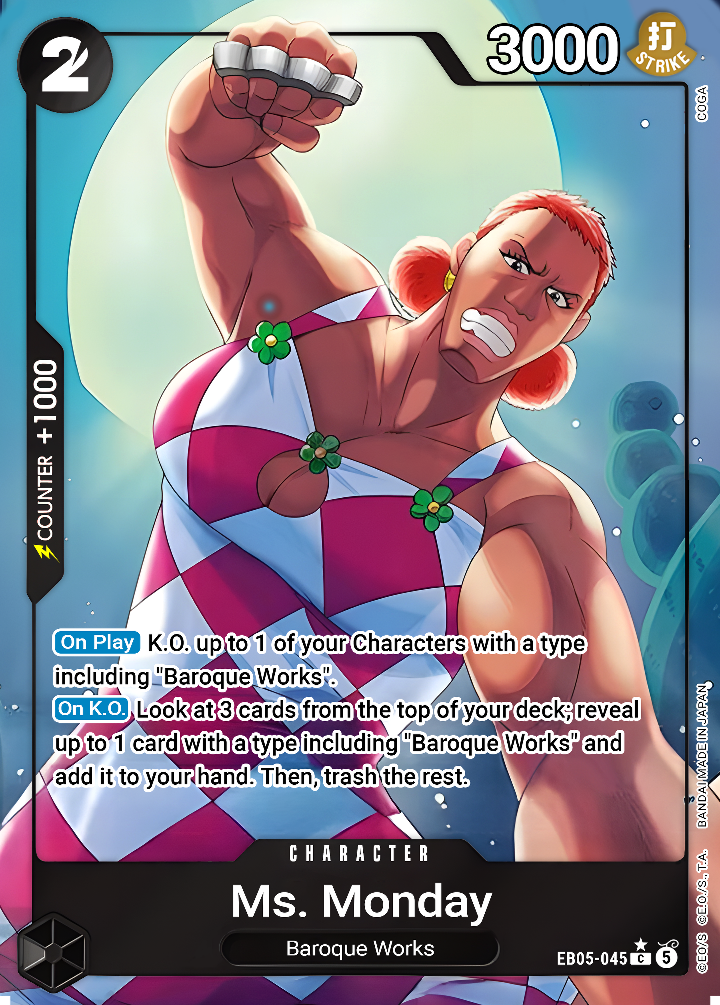 2
3000
打
STRIKE
COGA
COUNTER +1000
On Play K.O. up to 1 of your Characters with a type
including "Baroque Works".
On K.O. Look at 3 cards from the top of your deck; reveal
up to 1 card with a type including "Baroque Works" and
add it to your hand. Then, trash the rest.
CHARACTER
Ms. Monday
Baroque Works
EB05-045 C 5
©E.O/S ©E.O./S., T.A. BANDAI MADE IN JAPAN